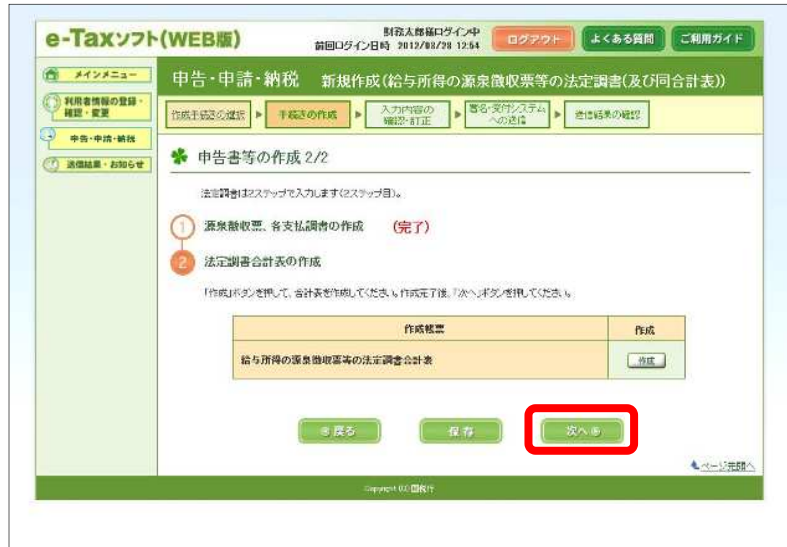 e-Taxソフト(WEB版)
財務太郎様ログイン中
前回ログイン日時 2012/08/28 12:54
ログアウト
よくある質問
ご利用ガイド
メインメニュー
利用者情報の登録・
確認・変更
申告・申請・納税
送信結果・お知らせ
申告・申請・納税 新規作成(給与所得の源泉徴収票等の法定調書(及び同合計表))
作成手続きの選択
手続きの作成
入力内容の
確認・訂正
署名・受付システム
への送信
送信結果の確認
申告書等の作成 2/2
法定調書は2ステップで入力します(2ステップ目)。
1 源泉徴収票、各支払調書の作成 (完了)
2 法定調書合計表の作成
「作成」ボタンを押して、合計表を作成してください。作成完了後、「次へ」ボタンを押してください。
作成帳票 作成
給与所得の源泉徴収票等の法定調書合計表 作成
戻る
保存
次へ
ページ先頭へ
Copyright (C) 国税庁